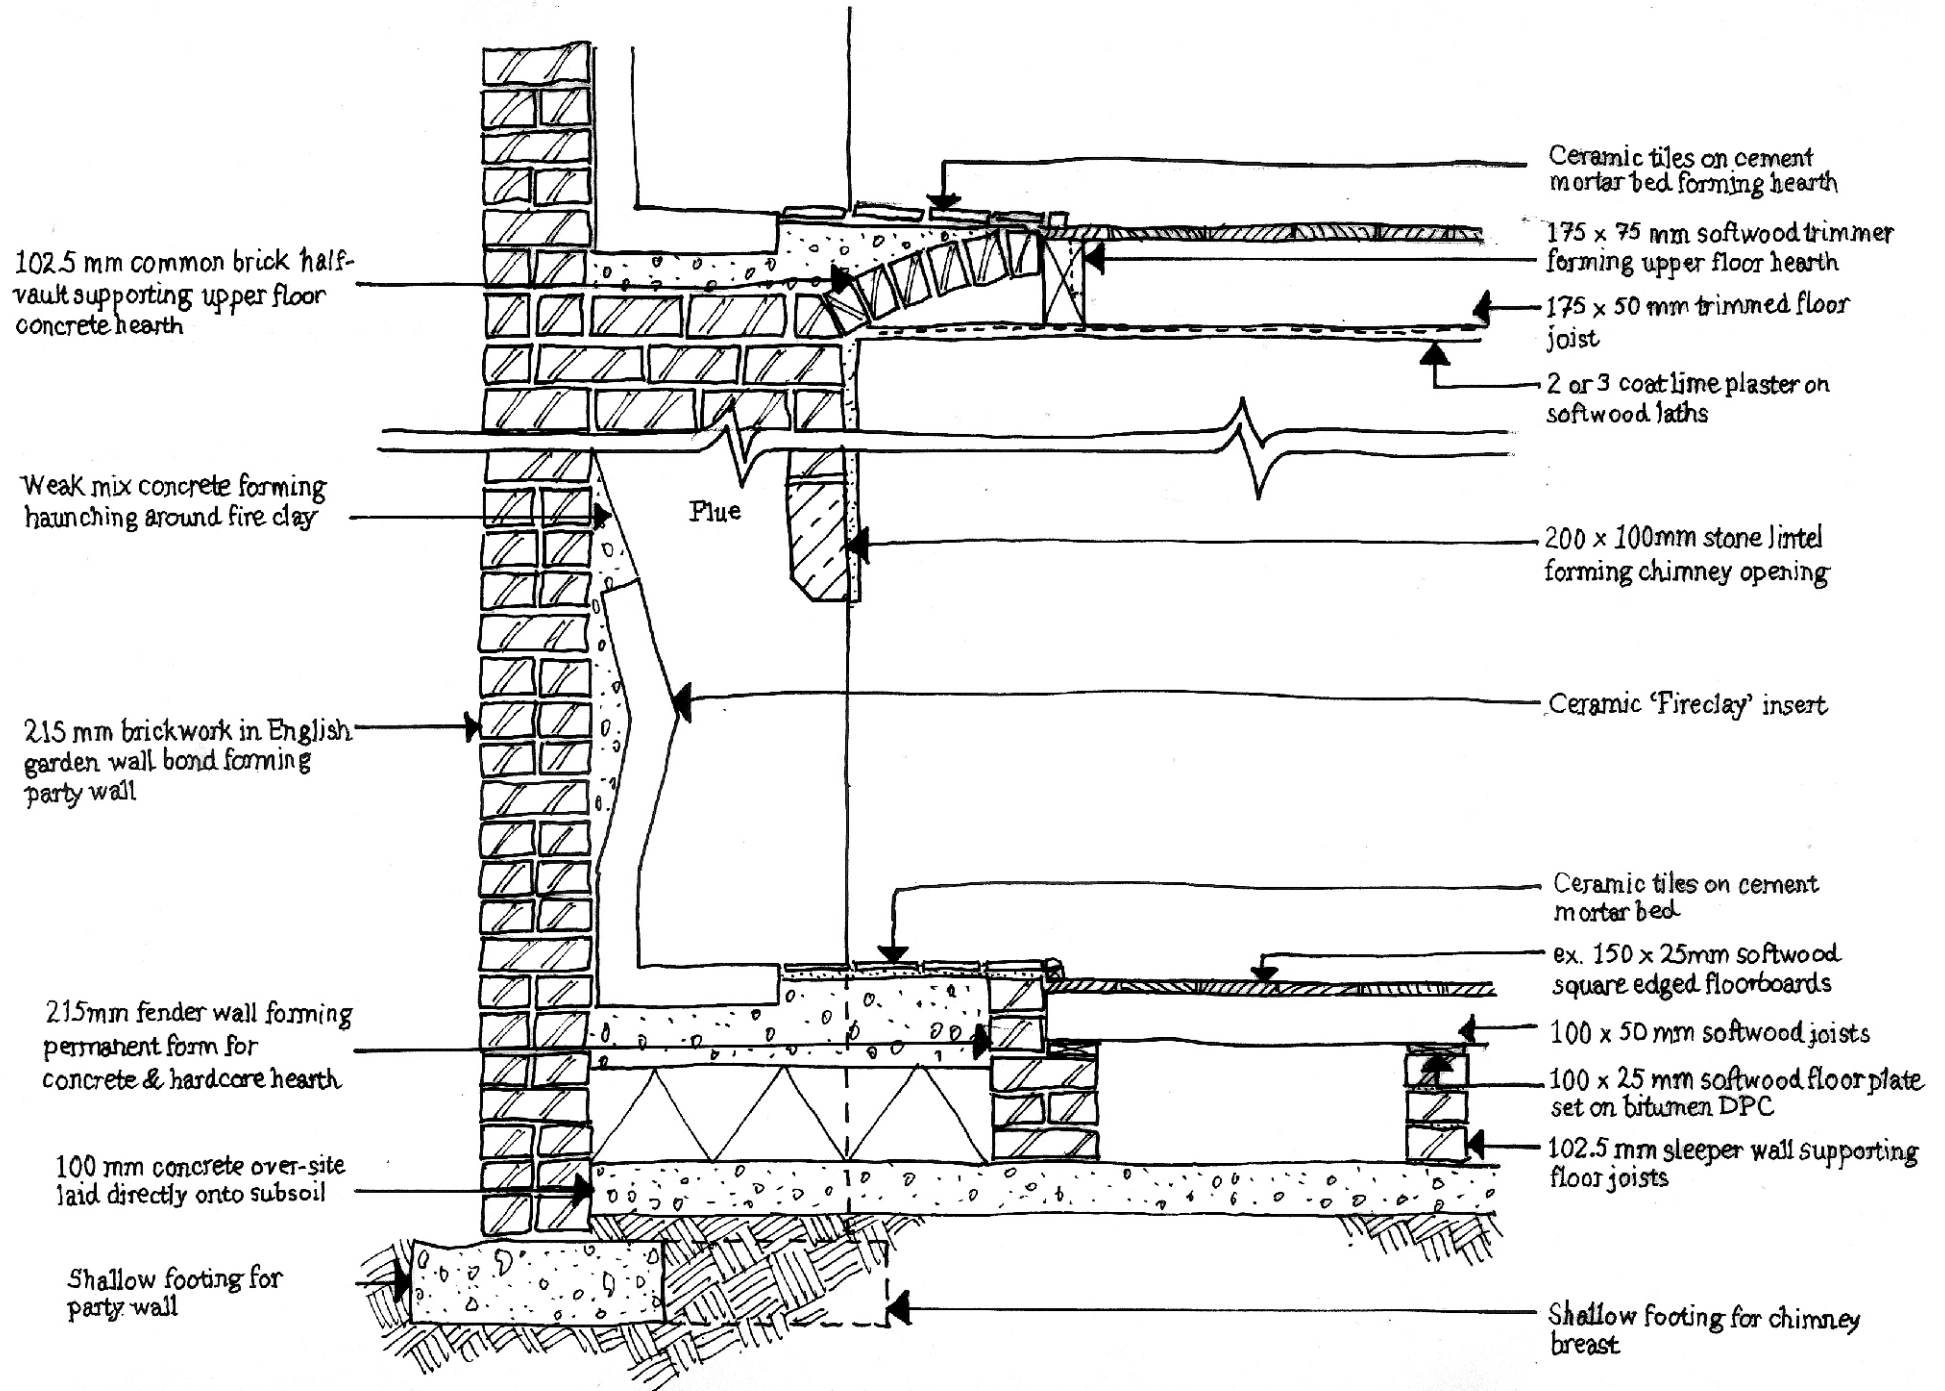 Ceramic tiles on cement
mortar bed forming hearth
175 x 75 mm softwood trimmer
forming upper floor hearth
175 x 50 mm trimmed floor
joist
2 or 3 coat lime plaster on
softwood laths
200 x 100mm stone lintel
forming chimney opening
Ceramic 'Fireclay' insert
Ceramic tiles on cement
mortar bed
ex. 150 x 25mm softwood
square edged floorboards
100 x 50 mm softwood joists
100 x 25 mm softwood floor plate
set on bitumen DPC
102.5 mm sleeper wall supporting
floor joists
Shallow footing for chimney
breast
102.5 mm common brick half-
vault supporting upper floor
concrete hearth
Weak mix concrete forming
haunching around fire clay
Flue
215 mm brickwork in English
garden wall bond forming
party wall
215mm fender wall forming
permanent form for
concrete & hardcore hearth
100 mm concrete over-site
laid directly onto subsoil
Shallow footing for
party wall